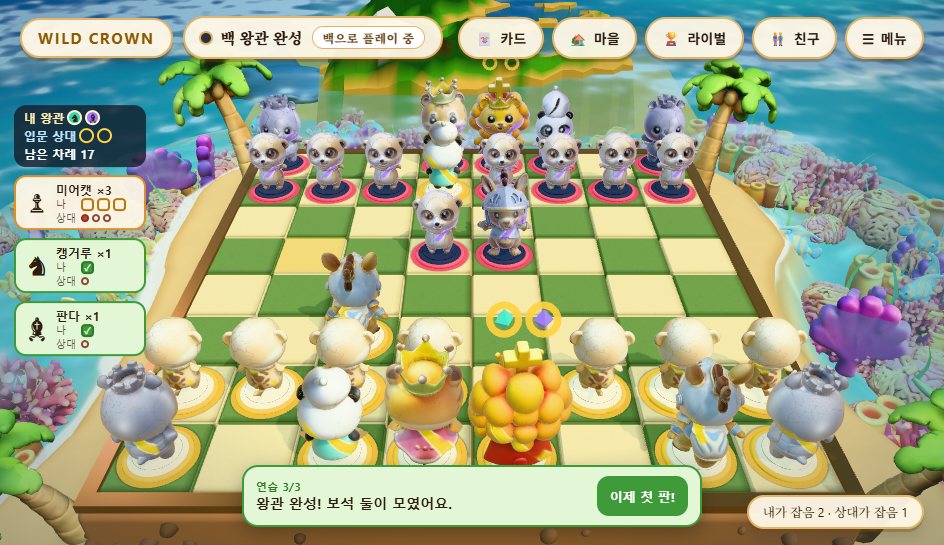 WILD CROWN
백 왕관 완성
백으로 플레이 중
카드
마을
라이벌
친구
☰ 메뉴
내 왕관
입문 상대
남은 차례 17
미어캣 ×3
나
상대
캥거루 ×1
나
상대
판다 ×1
나
상대
연습 3/3
왕관 완성! 보석 둘이 모였어요.
이제 첫 판!
내가 잡음 2 · 상대가 잡음 1